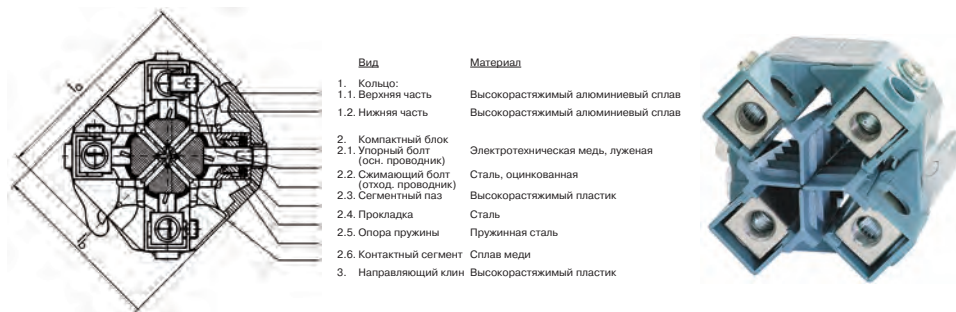 Вид Материал
1. Кольцо:
1.1. Верхняя часть Высокорастяжимый алюминиевый сплав
1.2. Нижняя часть Высокорастяжимый алюминиевый сплав
2. Компактный блок
2.1. Упорный болт Электротехническая медь, луженая
(осн. проводник)
2.2. Сжимающий болт Сталь, оцинкованная
(отход. проводник)
2.3. Сегментный паз Высокорастяжимый пластик
2.4. Прокладка Сталь
2.5. Опора пружины Пружинная сталь
2.6. Контактный сегмент Сплав меди
3. Направляющий клин Высокорастяжимый пластик